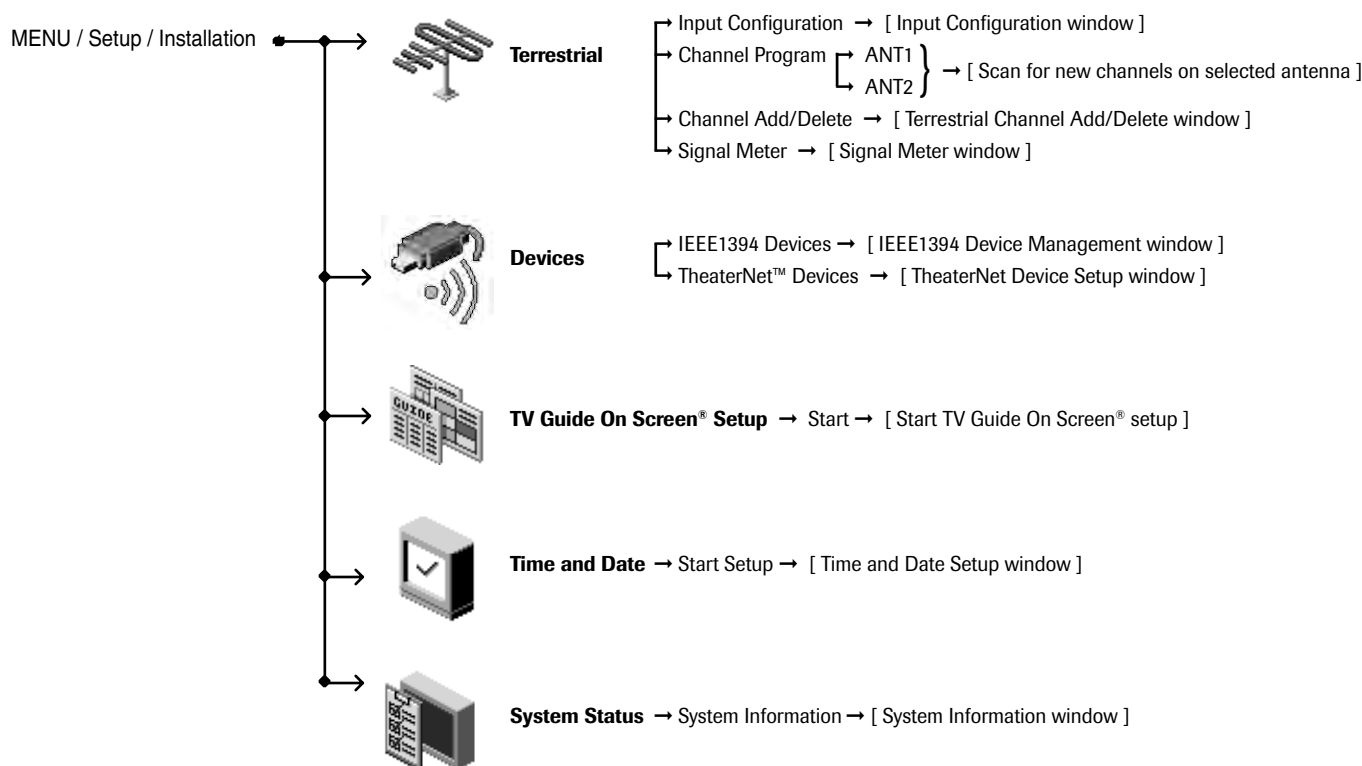 MENU / Setup / Installation
Terrestrial
Input Configuration → [ Input Configuration window ]
Channel Program
ANT1
ANT2
} → [ Scan for new channels on selected antenna ]
Channel Add/Delete → [ Terrestrial Channel Add/Delete window ]
Signal Meter → [ Signal Meter window ]
Devices
IEEE1394 Devices → [ IEEE1394 Device Management window ]
TheaterNet™ Devices → [ TheaterNet Device Setup window ]
GUIDE
TV Guide On Screen® Setup → Start → [ Start TV Guide On Screen® setup ]
Time and Date → Start Setup → [ Time and Date Setup window ]
System Status → System Information → [ System Information window ]